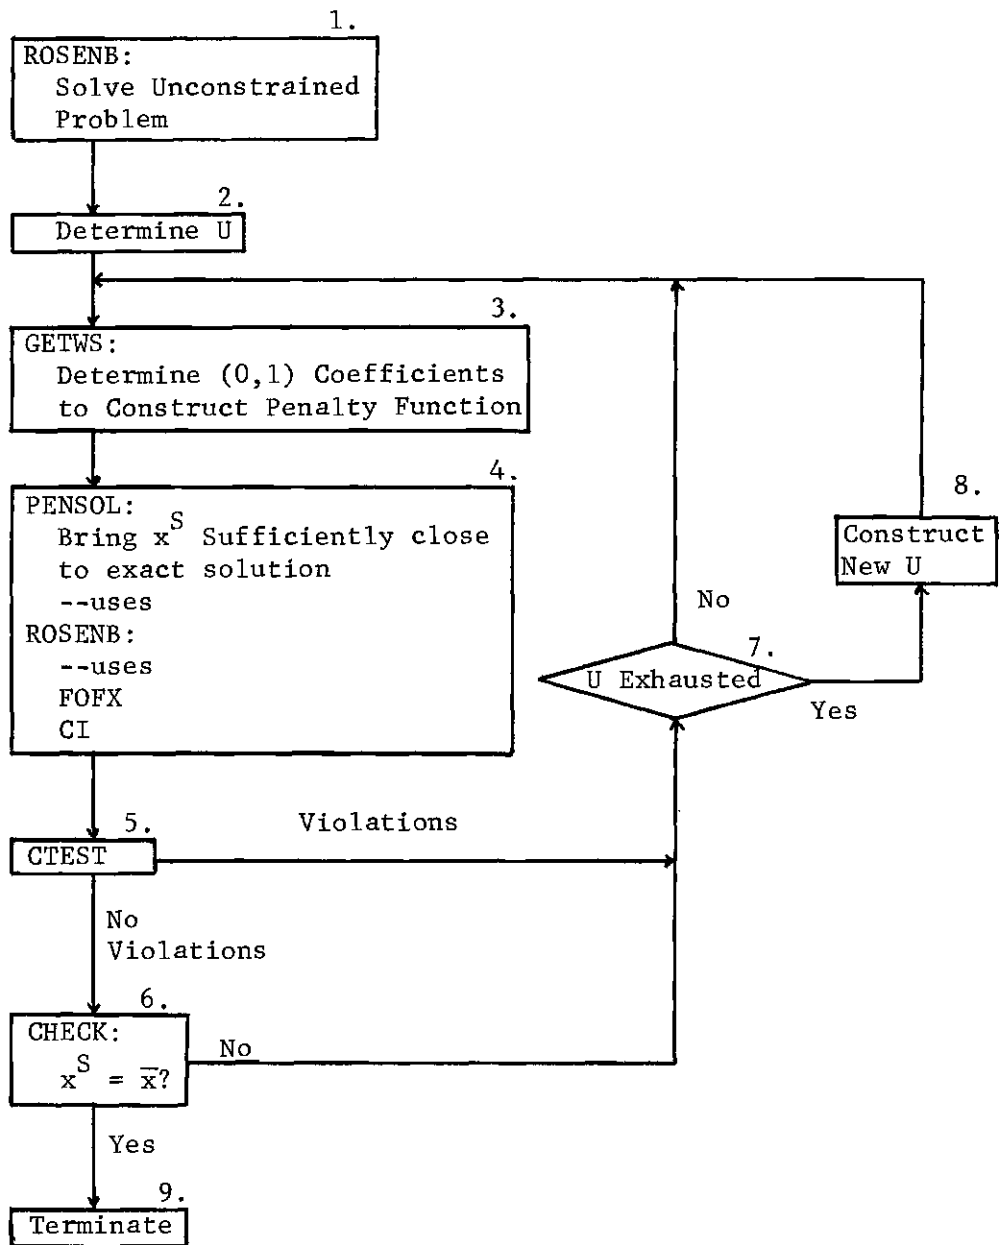 1.
ROSENB:
Solve Unconstrained
Problem
2.
Determine U
3.
GETWS:
Determine (0,1) Coefficients
to Construct Penalty Function
4.
PENSOL:
Bring x^S Sufficiently close
to exact solution
--uses
ROSENB:
--uses
FOFX
CI
5.
CTEST
Violations
No
Violations
6.
CHECK:
x^S = x̅?
No
Yes
9.
Terminate
7.
U Exhausted
No
Yes
8.
Construct
New U